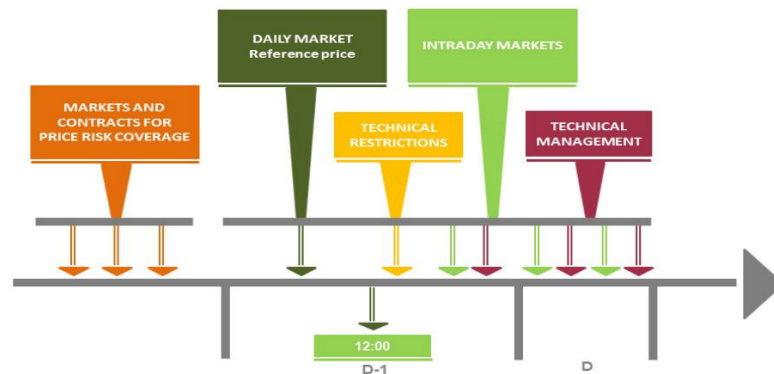 DAILY MARKET
Reference price
INTRADAY MARKETS
MARKETS AND
CONTRACTS FOR
PRICE RISK COVERAGE
TECHNICAL
RESTRICTIONS
TECHNICAL
MANAGEMENT
12:00
D-1
D